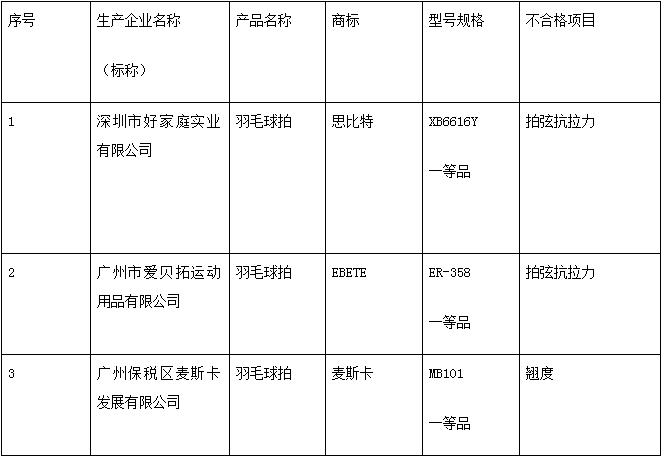 序号 生产企业名称 产品名称 商标 型号规格 不合格项目
（标称）
1 深圳市好家庭实业 羽毛球拍 思比特 XB6616Y 拍弦抗拉力
有限公司
一等品
2 广州市爱贝拓运动 羽毛球拍 EBETE ER-358 拍弦抗拉力
用品有限公司
一等品
3 广州保税区麦斯卡 羽毛球拍 麦斯卡 MB101 翘度
发展有限公司
一等品